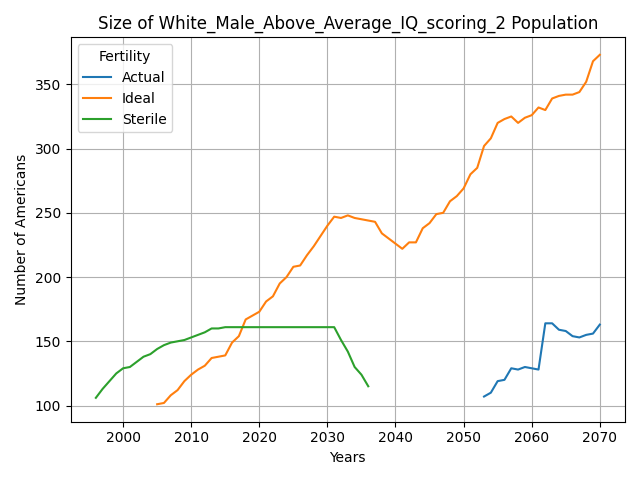 Size of White_Male_Above_Average_IQ_scoring_2 Population
Fertility
Actual
Ideal
Sterile
Number of Americans
350
300
250
200
150
100
2000 2010 2020 2030 2040 2050 2060 2070
Years